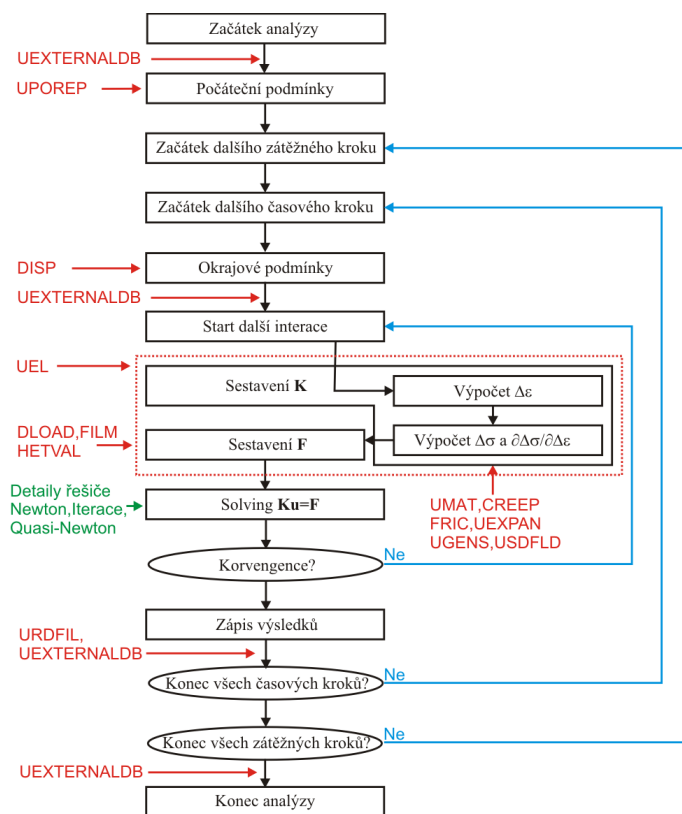 Začátek analýzy
UEXTERNALDB
UPOREP
Počáteční podmínky
Začátek dalšího zátěžného kroku
Začátek dalšího časového kroku
DISP
Okrajové podmínky
UEXTERNALDB
Start další interace
UEL
Sestavení K
Výpočet Δε
DLOAD,FILM
HETVAL
Sestavení F
Výpočet Δσ a ∂Δσ/∂Δε
Detaily řešiče
Newton,Iterace,
Quasi-Newton
Solving Ku=F
UMAT,CREEP
FRIC,UEXPAN
UGENS,USDFLD
Korvengence?
Ne
Zápis výsledků
URDFIL,
UEXTERNALDB
Konec všech časových kroků?
Ne
Konec všech zátěžných kroků?
Ne
UEXTERNALDB
Konec analýzy